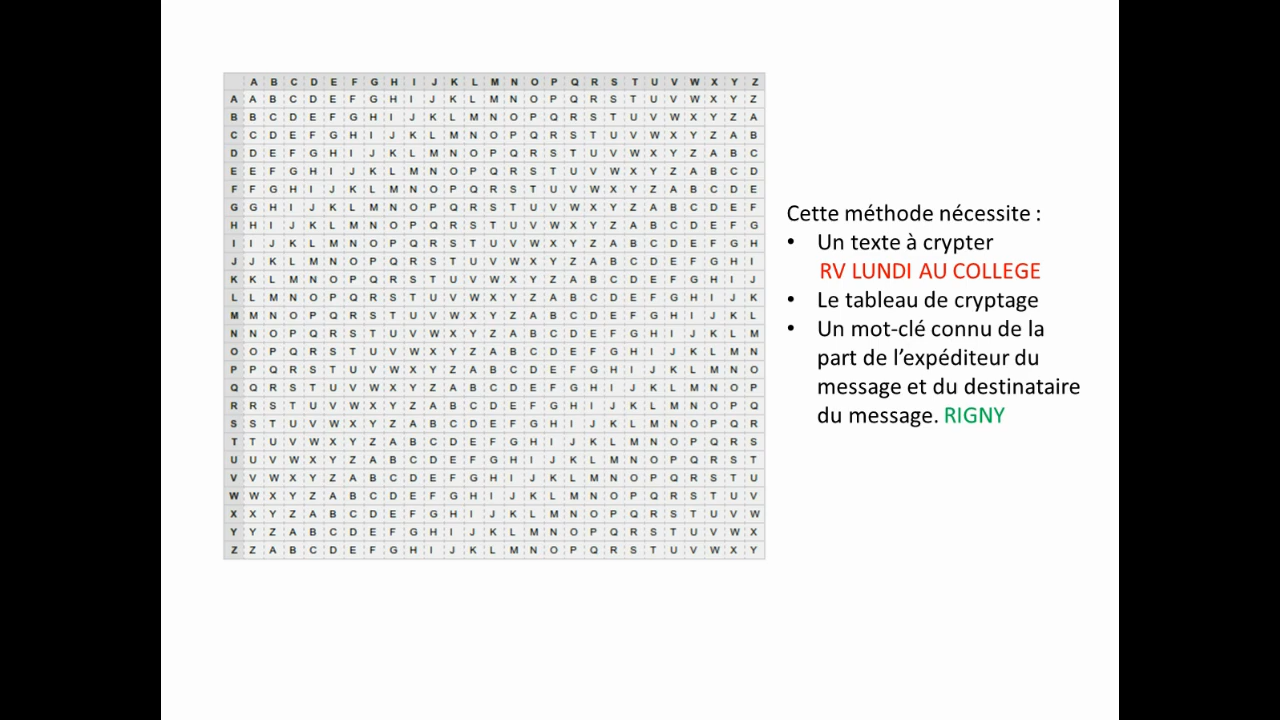 A B C D E F G H I J K L M N O P Q R S T U V W X Y Z
A A B C D E F G H I J K L M N O P Q R S T U V W X Y Z
B B C D E F G H I J K L M N O P Q R S T U V W X Y Z A
C C D E F G H I J K L M N O P Q R S T U V W X Y Z A B
D D E F G H I J K L M N O P Q R S T U V W X Y Z A B C
E E F G H I J K L M N O P Q R S T U V W X Y Z A B C D
F F G H I J K L M N O P Q R S T U V W X Y Z A B C D E
G G H I J K L M N O P Q R S T U V W X Y Z A B C D E F
H H I J K L M N O P Q R S T U V W X Y Z A B C D E F G
I I J K L M N O P Q R S T U V W X Y Z A B C D E F G H
J J K L M N O P Q R S T U V W X Y Z A B C D E F G H I
K K L M N O P Q R S T U V W X Y Z A B C D E F G H I J
L L M N O P Q R S T U V W X Y Z A B C D E F G H I J K
M M N O P Q R S T U V W X Y Z A B C D E F G H I J K L
N N O P Q R S T U V W X Y Z A B C D E F G H I J K L M
O O P Q R S T U V W X Y Z A B C D E F G H I J K L M N
P P Q R S T U V W X Y Z A B C D E F G H I J K L M N O
Q Q R S T U V W X Y Z A B C D E F G H I J K L M N O P
R R S T U V W X Y Z A B C D E F G H I J K L M N O P Q
S S T U V W X Y Z A B C D E F G H I J K L M N O P Q R
T T U V W X Y Z A B C D E F G H I J K L M N O P Q R S
U U V W X Y Z A B C D E F G H I J K L M N O P Q R S T
V V W X Y Z A B C D E F G H I J K L M N O P Q R S T U
W W X Y Z A B C D E F G H I J K L M N O P Q R S T U V
X X Y Z A B C D E F G H I J K L M N O P Q R S T U V W
Y Y Z A B C D E F G H I J K L M N O P Q R S T U V W X
Z Z A B C D E F G H I J K L M N O P Q R S T U V W X Y
Cette méthode nécessite :
• Un texte à crypter
RV LUNDI AU COLLEGE
• Le tableau de cryptage
• Un mot-clé connu de la
part de l’expéditeur du
message et du destinataire
du message. RIGNY